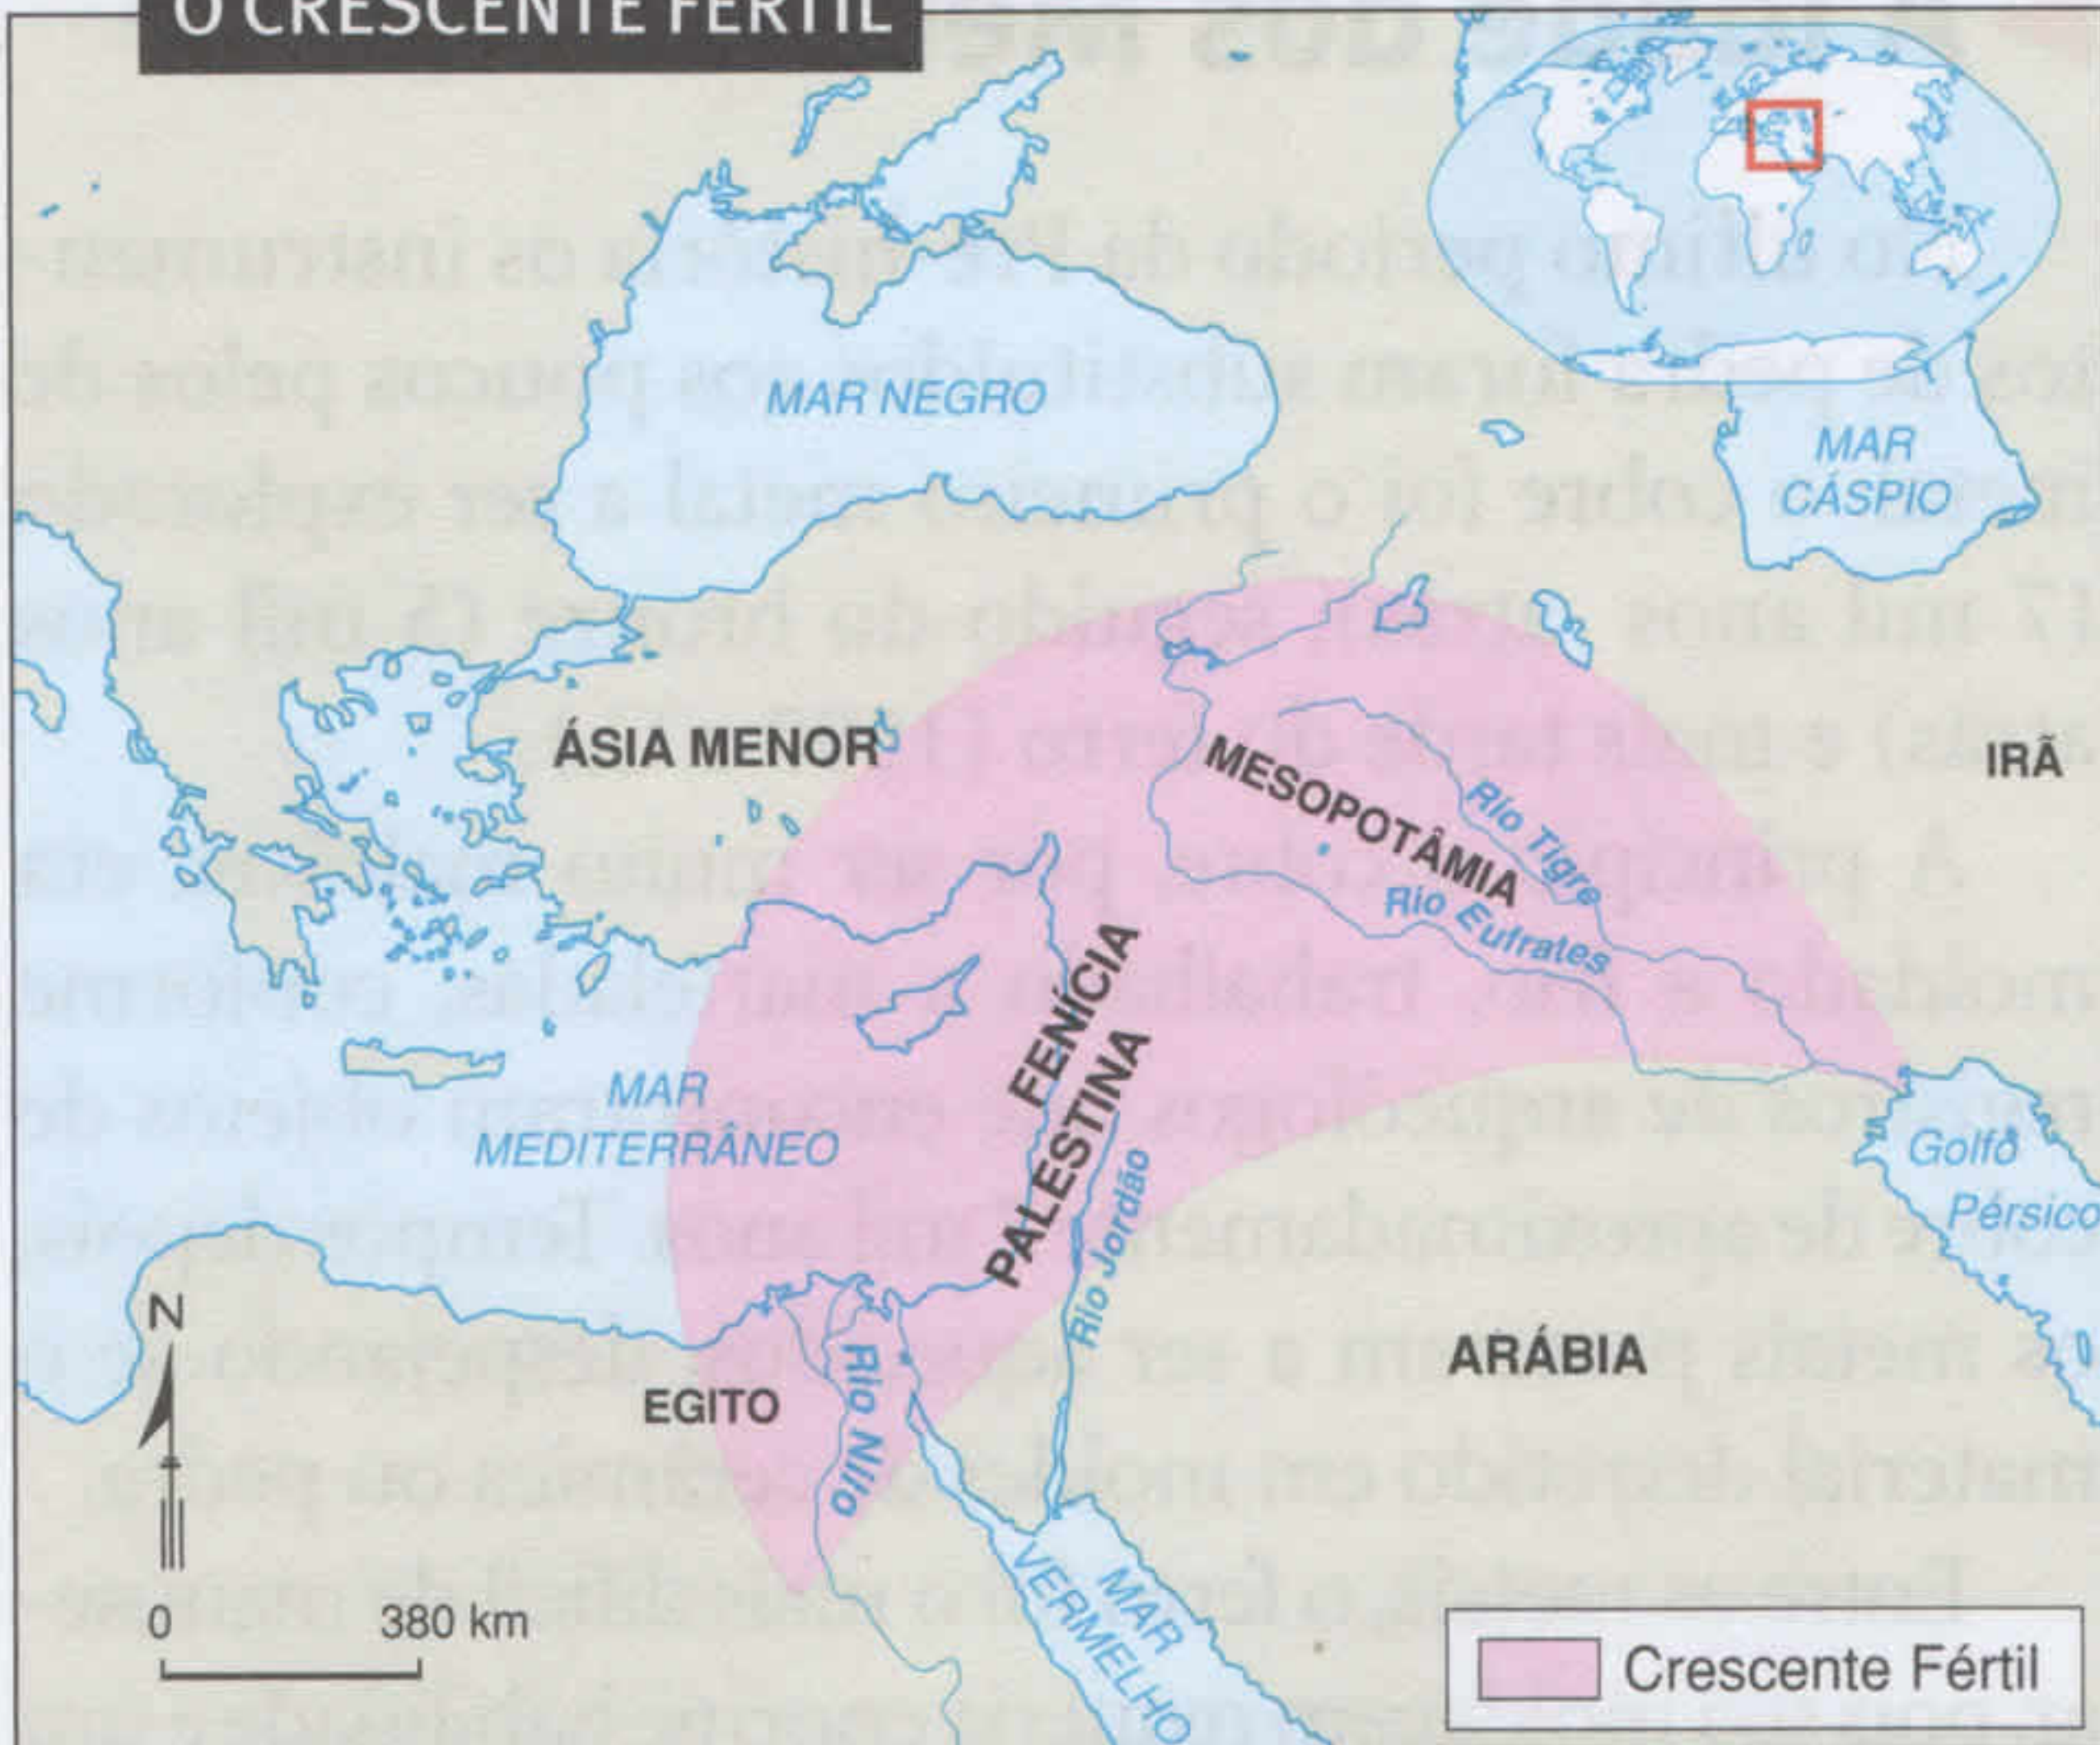 O CRESCENTE FÉRTIL
MAR NEGRO
MAR
CÁSPIO
ÁSIA MENOR
MESOPOTÂMIA
Rio Tigre
Rio Eufrates
IRÃ
FENÍCIA
PALESTINA
Rio Jordão
MAR
MEDITERRÂNEO
Golfo
Pérsico
N
EGITO
Rio Nilo
ARÁBIA
MAR
VERMELHO
0 380 km
Crescente Fértil